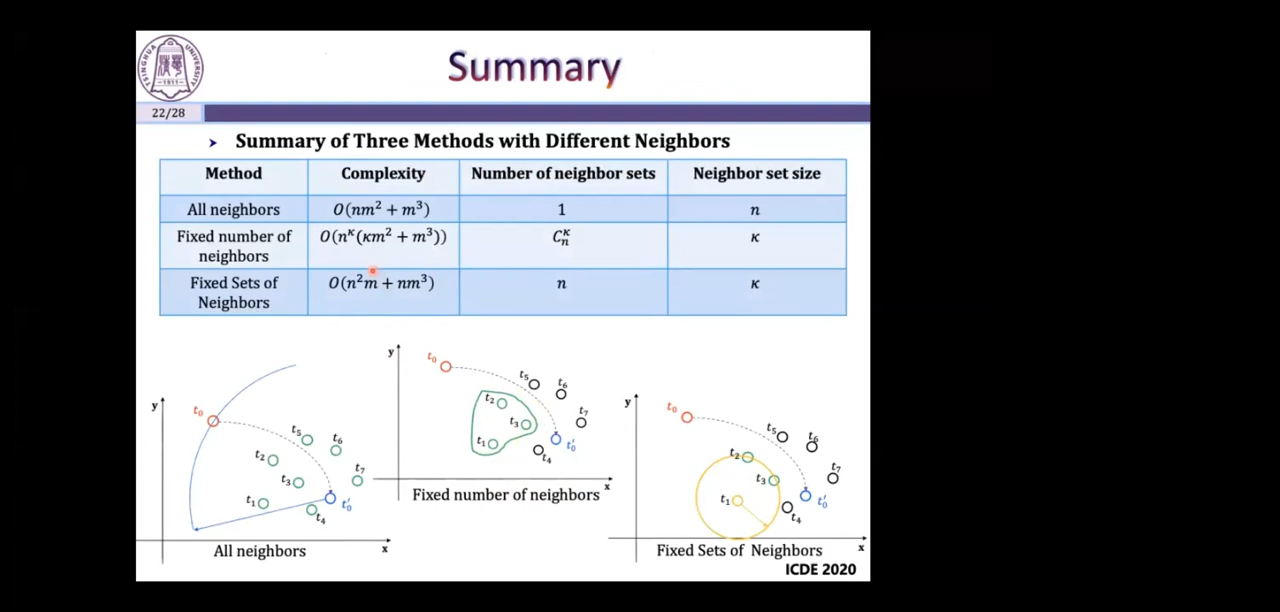 TSINGHUA UNIVERSITY
-1911-
Summary
22/28
➤ Summary of Three Methods with Different Neighbors
Method Complexity Number of neighbor sets Neighbor set size
All neighbors O(nm² + m³) 1 n
Fixed number of neighbors O(n^κ(κm² + m³)) C_n^κ κ
Fixed Sets of Neighbors O(n²m + nm³) n κ
y
t₀
t₅
t₆
t₂
t₇
t₃
t₁
t₀′
t₄
x
All neighbors
y
t₀
t₅
t₆
t₂
t₇
t₃
t₁
t₀′
t₄
x
Fixed number of neighbors
y
t₀
t₅
t₆
t₂
t₇
t₃
t₁
t₀′
t₄
x
Fixed Sets of Neighbors
ICDE 2020